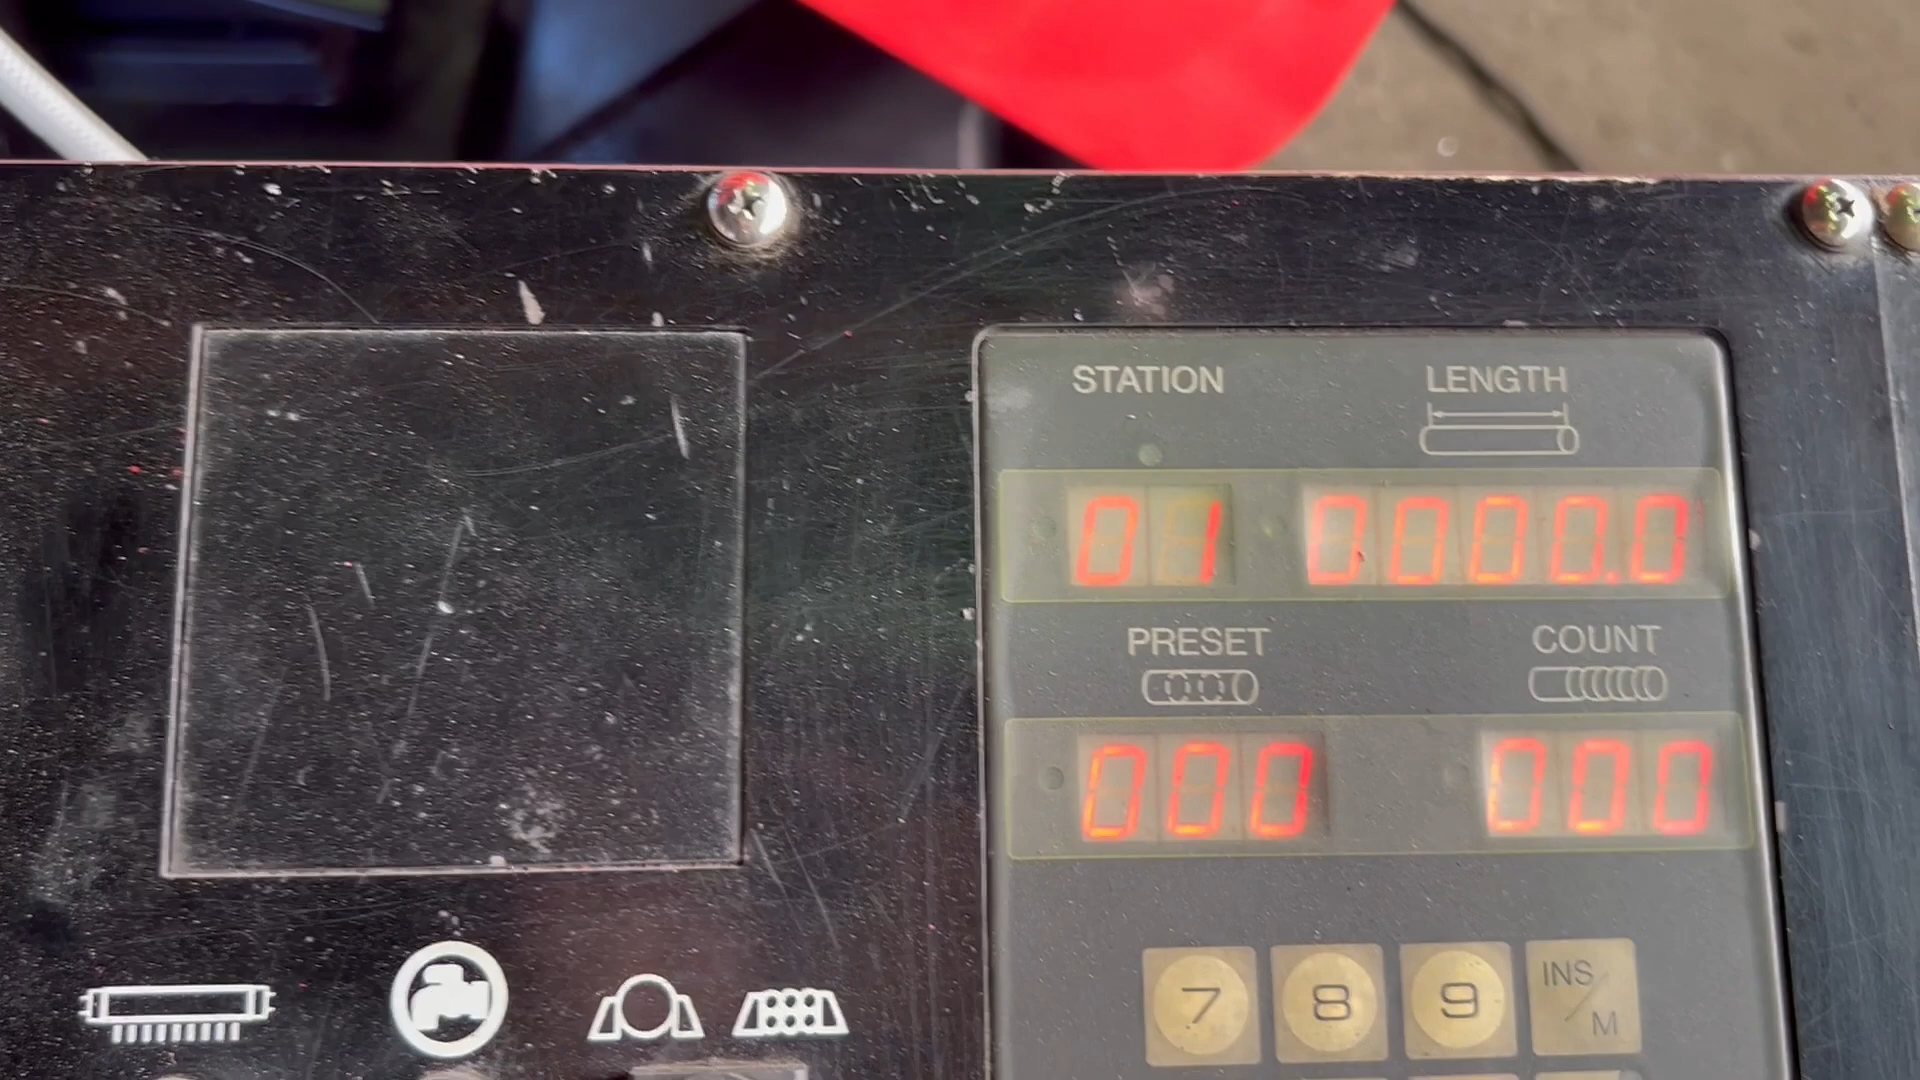 STATION LENGTH
01 0000.0
PRESET COUNT
000 000
7 8 9 INS/M